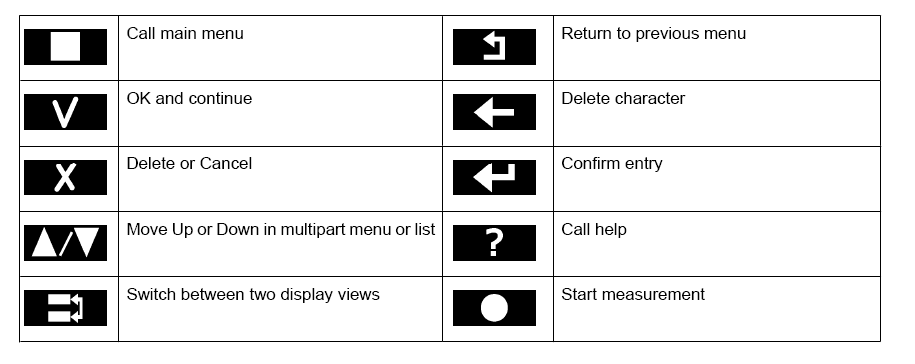 Call main menu
Return to previous menu
OK and continue
Delete character
X Delete or Cancel
Confirm entry
Move Up or Down in multipart menu or list
? Call help
Switch between two display views
Start measurement